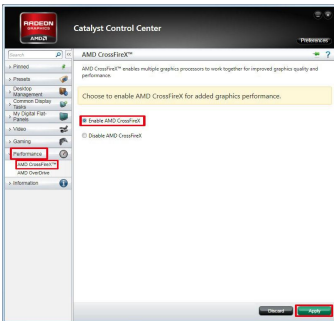 RADEON
GRAPHICS
AMD
Catalyst Control Center
Preferences
Search
AMD CrossFireX™
?
Pinned
AMD CrossFireX™ enables multiple graphics processors to work together for improved graphics quality and
performance.
Presets
Desktop
Management
Choose to enable AMD CrossFireX for added graphics performance.
Common Display
Tasks
My Digital Flat-
Panels
Enable AMD CrossFireX
Video
Disable AMD CrossFireX
Gaming
Performance
AMD CrossFireX™
AMD OverDrive
Information
Discard
Apply